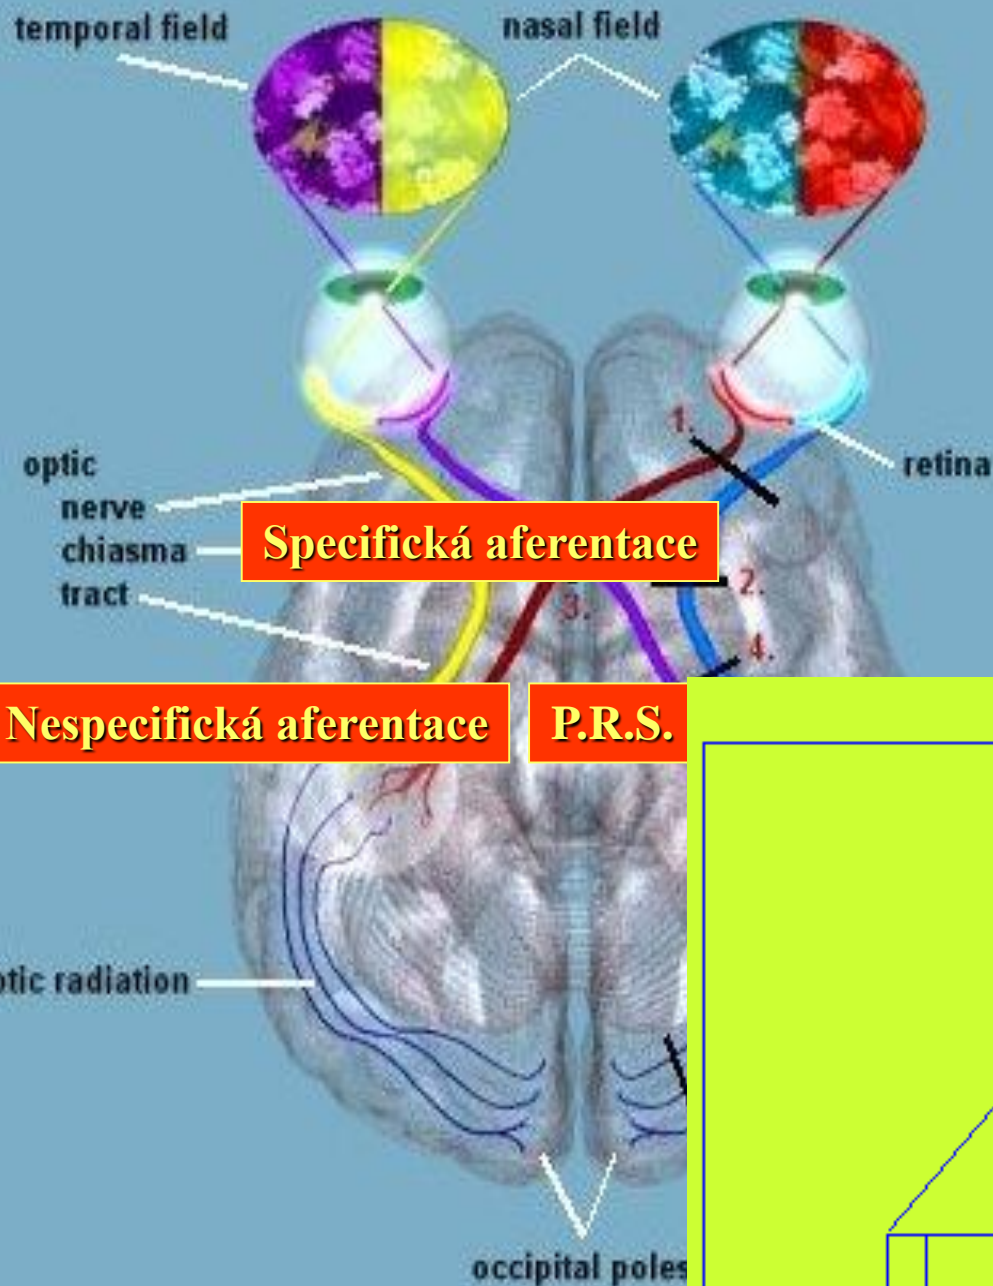 temporal field
nasal field
1.
optic
nerve
chiasma
tract
retina
Specifická aferentace
2.
3.
4.
Nespecifická aferentace
P.R.S.
tic radiation
occipital poles